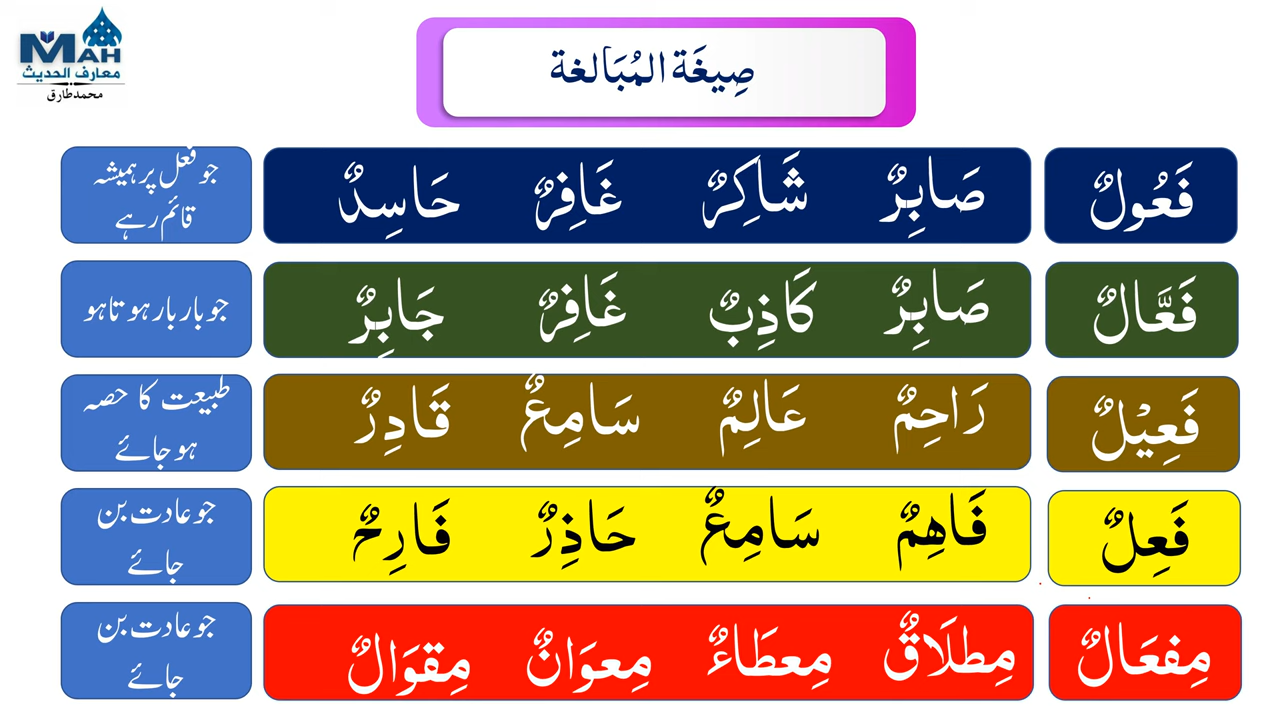 MAH
معارف الحدیث
محمد طارق
صِيغَة المُبَالغة
فَعُولٌ صَابِرٌ شَاكِرٌ غَافِرٌ حَاسِدٌ جو فعل پر ہمیشہ
قائم رہے
فَعَّالٌ صَابِرٌ كَاذِبٌ غَافِرٌ جَابِرٌ جو بار بار ہوتا ہو
فَعِيْلٌ رَاحِمٌ عَالِمٌ سَامِعٌ قَادِرٌ طبیعت کا حصہ
ہو جائے
فَعِلٌ فَاهِمٌ سَامِعٌ حَاذِرٌ فَارِحٌ جو عادت بن
جائے
مِفعَالٌ مِطلَاقٌ مِعطَاءٌ مِعوَانٌ مِقوَالٌ جو عادت بن
جائے